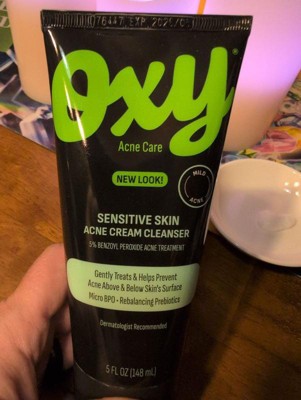 EXP
Oxy
Acne Care
NEW LOOK!
MILD
ACNE
SENSITIVE SKIN
ACNE CREAM CLEANSER
5% BENZOYL PEROXIDE ACNE TREATMENT
Gently Treats & Helps Prevent
Acne Above & Below Skin's Surface
Micro BPO • Rebalancing Prebiotics
Dermatologist Recommended
5 FL OZ (148 mL)